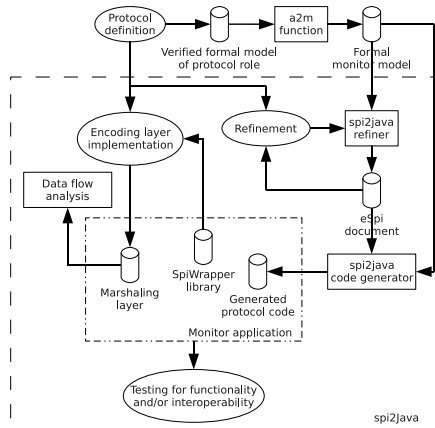 Protocol
definition
a2m
function
Verified formal model
of protocol role
Formal
monitor model
Encoding layer
implementation
Refinement
spi2java
refiner
Data flow
analysis
eSpi
document
SpiWrapper
library
Marshaling
layer
Generated
protocol code
spi2java
code generator
Monitor application
Testing for functionality
and/or interoperability
spi2Java